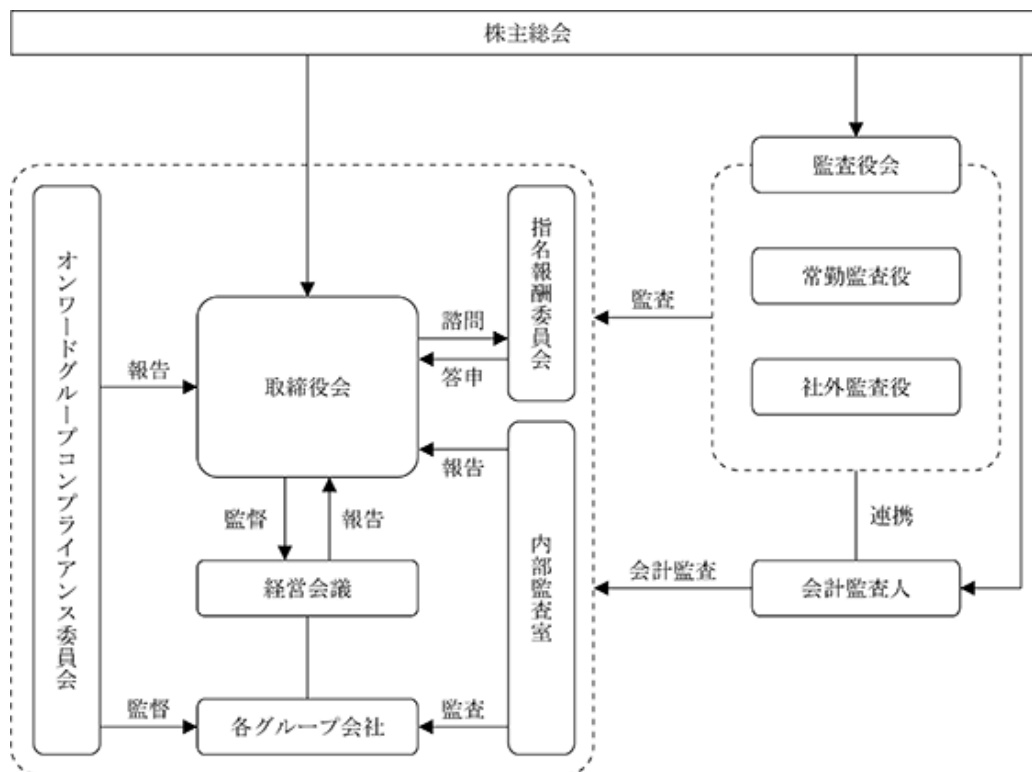 株主総会
監査役会
常勤監査役
社外監査役
監査
連携
会計監査人
会計監査
オンワードグループコンプライアンス委員会
指名報酬委員会
諮問
答申
報告
取締役会
報告
監督
報告
経営会議
内部監査室
監督
各グループ会社
監査